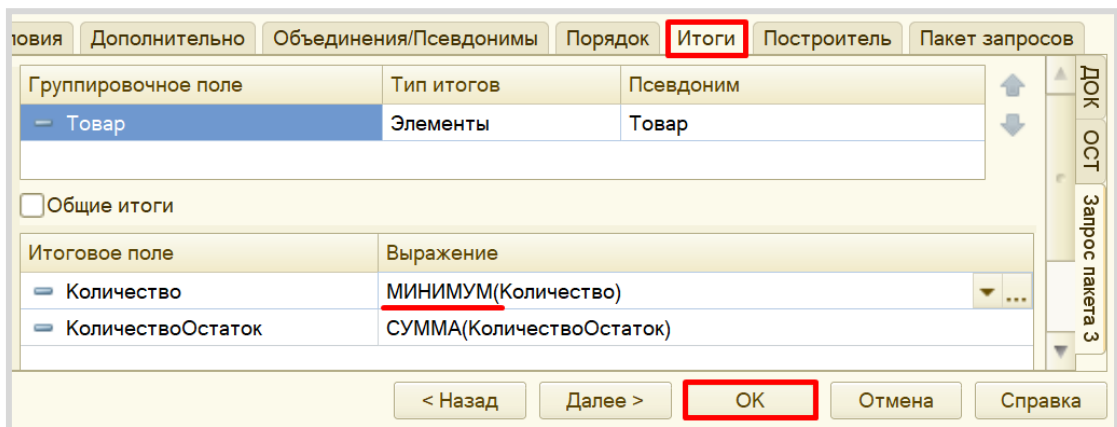 ловия Дополнительно Объединения/Псевдонимы Порядок Итоги Построитель Пакет запросов
Группировочное поле Тип итогов Псевдоним
Товар Элементы Товар
Общие итоги
Итоговое поле Выражение
Количество МИНИМУМ(Количество) ...
КоличествоОстаток СУММА(КоличествоОстаток)
< Назад Далее > ОК Отмена Справка
ДОК
ОСТ
Запрос пакета 3